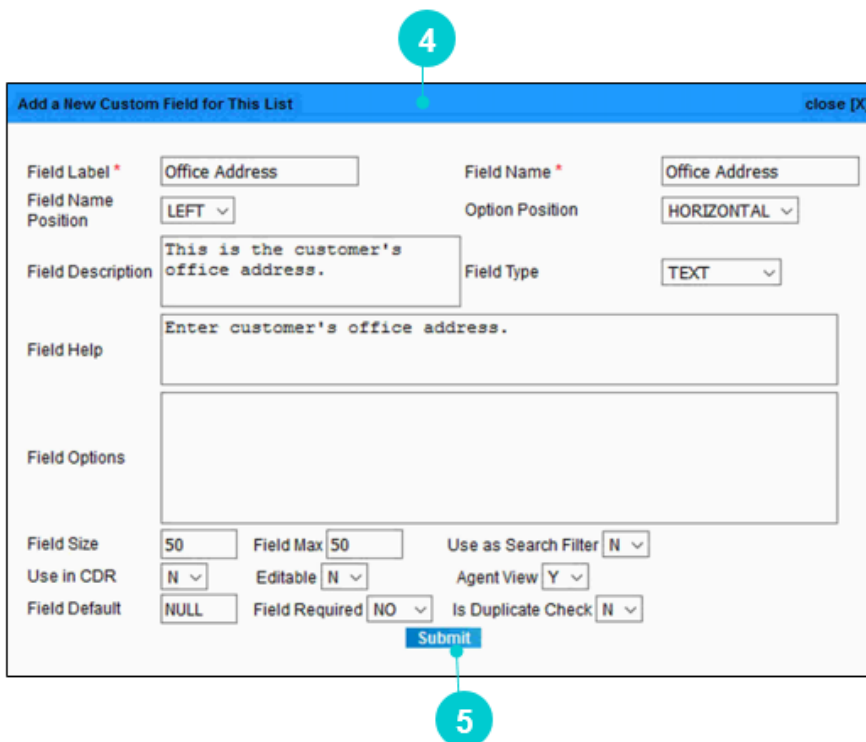 4
Add a New Custom Field for This List close [X]
Field Label * Office Address Field Name * Office Address
Field Name
Position LEFT Option Position HORIZONTAL
Field Description This is the customer's
office address. Field Type TEXT
Field Help Enter customer's office address.
Field Options
Field Size 50 Field Max 50 Use as Search Filter N
Use in CDR N Editable N Agent View Y
Field Default NULL Field Required NO Is Duplicate Check N
Submit
5